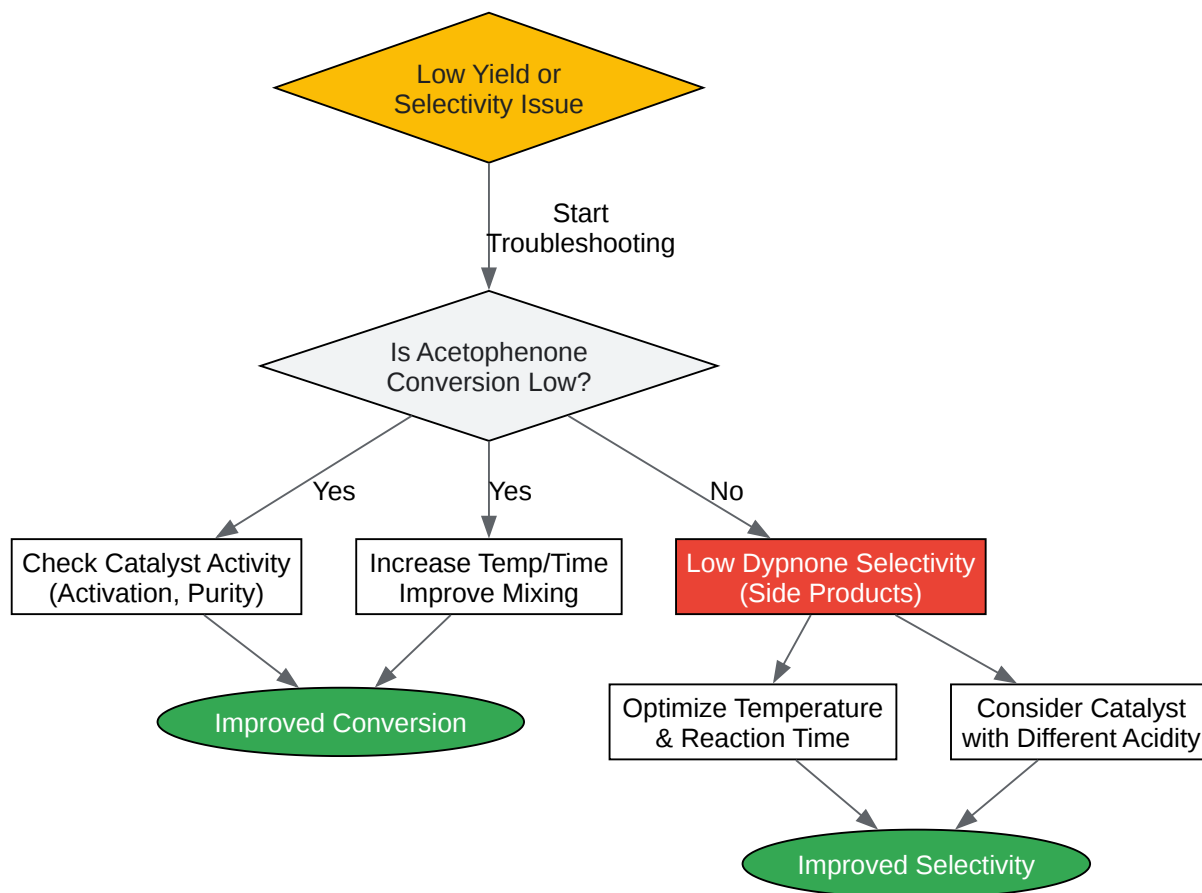 Low Yield or
Selectivity Issue
Start
Troubleshooting
Is Acetophenone
Conversion Low?
Yes
Yes
No
Check Catalyst Activity
(Activation, Purity)
Increase Temp/Time
Improve Mixing
Low Dypnone Selectivity
(Side Products)
Improved Conversion
Optimize Temperature
& Reaction Time
Consider Catalyst
with Different Acidity
Improved Selectivity